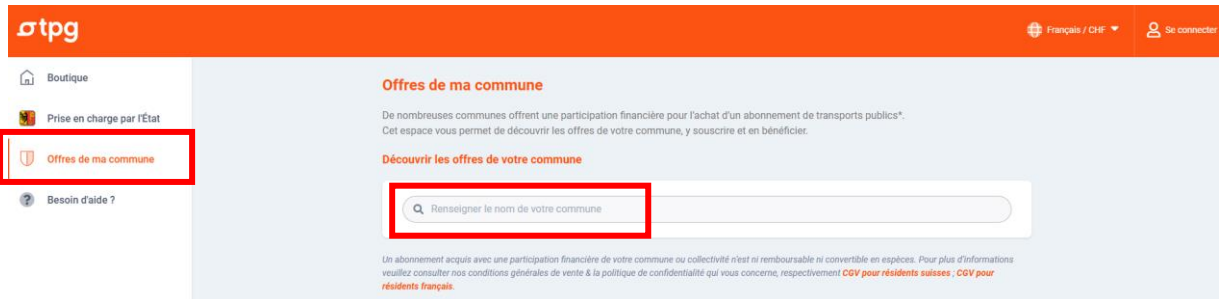 tpg
Français / CHF
Se connecter
Boutique
Prise en charge par l'État
Offres de ma commune
Besoin d'aide ?
Offres de ma commune
De nombreuses communes offrent une participation financière pour l'achat d'un abonnement de transports publics*.
Cet espace vous permet de découvrir les offres de votre commune, y souscrire et en bénéficier.
Découvrir les offres de votre commune
Renseigner le nom de votre commune
Un abonnement acquis avec une participation financière de votre commune ou collectivité n'est ni remboursable ni convertible en espèces. Pour plus d'informations
veuillez consulter nos conditions générales de vente & la politique de confidentialité qui vous concerne, respectivement CGV pour résidents suisses ; CGV pour
résidents français.